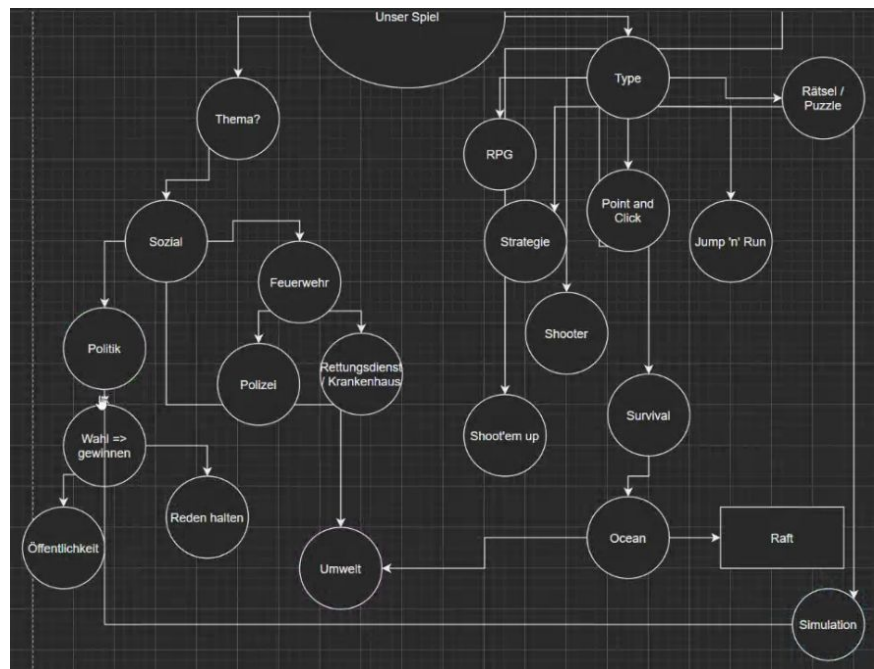 Unser Spiel
Type
Rätsel /
Puzzle
Thema?
RPG
Point and
Click
Sozial
Strategie
Jump 'n' Run
Feuerwehr
Shooter
Politik
Rettungsdienst
/ Krankenhaus
Polizei
Survival
Shoot'em up
Wahl =>
gewinnen
Reden halten
Öffentlichkeit
Ocean
Raft
Umwelt
Simulation